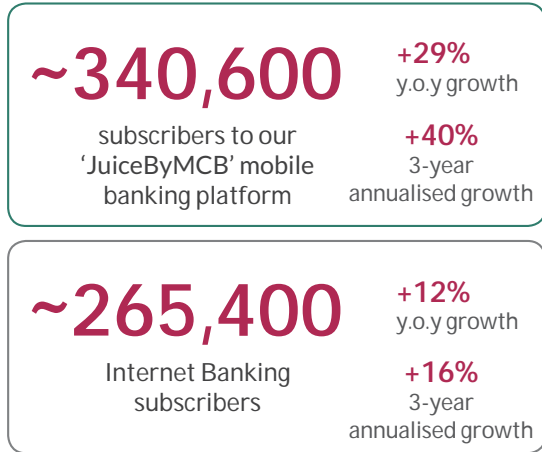 ~340,600
subscribers to our
‘JuiceByMCB’ mobile
banking platform
+29%
y.o.y growth
+40%
3-year
annualised growth
~265,400
Internet Banking
subscribers
+12%
y.o.y growth
+16%
3-year
annualised growth